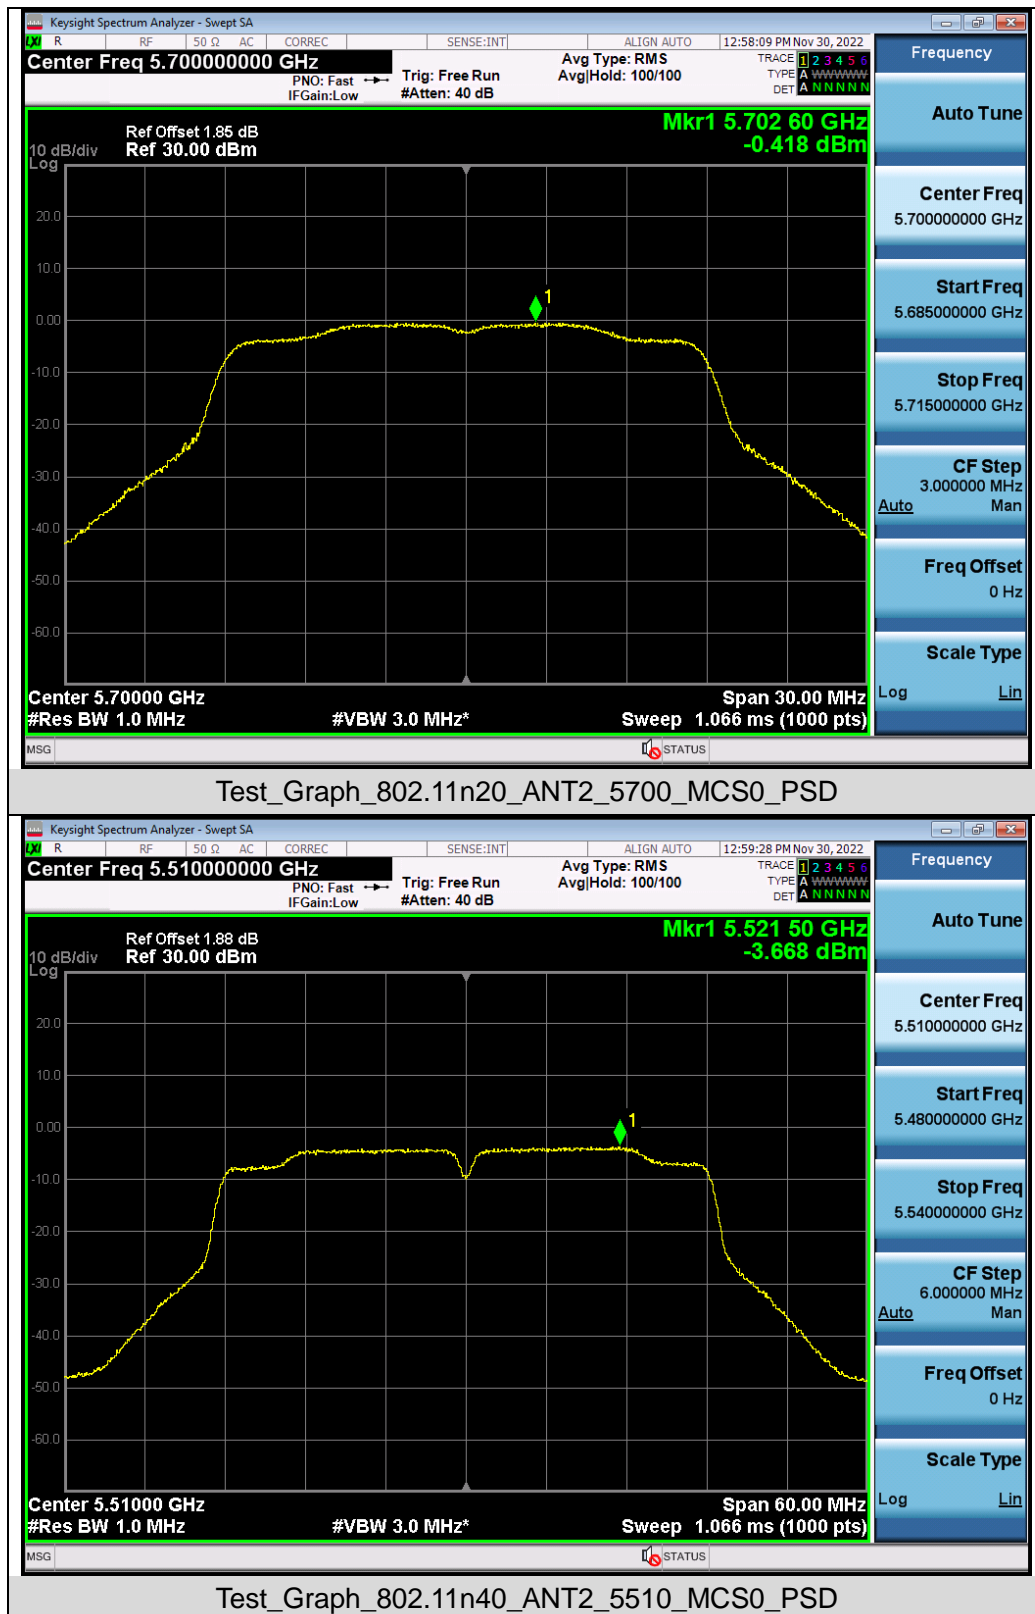 Keysight Spectrum Analyzer - Swept SA
LXI R RF 50 Ω AC CORREC SENSE:INT ALIGN AUTO 12:58:09 PM Nov 30, 2022
Center Freq 5.700000000 GHz
PNO: Fast
IFGain:Low
Trig: Free Run
#Atten: 40 dB
Avg Type: RMS
Avg|Hold: 100/100
TRACE 1 2 3 4 5 6
TYPE A WWWWW
DET A N N N N N
Mkr1 5.702 60 GHz
-0.418 dBm
Ref Offset 1.85 dB
10 dB/div Ref 30.00 dBm
Log
20.0
10.0
0.00
-10.0
-20.0
-30.0
-40.0
-50.0
-60.0
1
Center 5.70000 GHz Span 30.00 MHz
#Res BW 1.0 MHz #VBW 3.0 MHz* Sweep 1.066 ms (1000 pts)
MSG STATUS
Frequency
Auto Tune
Center Freq
5.700000000 GHz
Start Freq
5.685000000 GHz
Stop Freq
5.715000000 GHz
CF Step
3.000000 MHz
Auto Man
Freq Offset
0 Hz
Scale Type
Log Lin
Test_Graph_802.11n20_ANT2_5700_MCS0_PSD
Keysight Spectrum Analyzer - Swept SA
LXI R RF 50 Ω AC CORREC SENSE:INT ALIGN AUTO 12:59:28 PM Nov 30, 2022
Center Freq 5.510000000 GHz
PNO: Fast
IFGain:Low
Trig: Free Run
#Atten: 40 dB
Avg Type: RMS
Avg|Hold: 100/100
TRACE 1 2 3 4 5 6
TYPE A WWWWW
DET A N N N N N
Mkr1 5.521 50 GHz
-3.668 dBm
Ref Offset 1.88 dB
10 dB/div Ref 30.00 dBm
Log
20.0
10.0
0.00
-10.0
-20.0
-30.0
-40.0
-50.0
-60.0
1
Center 5.51000 GHz Span 60.00 MHz
#Res BW 1.0 MHz #VBW 3.0 MHz* Sweep 1.066 ms (1000 pts)
MSG STATUS
Frequency
Auto Tune
Center Freq
5.510000000 GHz
Start Freq
5.480000000 GHz
Stop Freq
5.540000000 GHz
CF Step
6.000000 MHz
Auto Man
Freq Offset
0 Hz
Scale Type
Log Lin
Test_Graph_802.11n40_ANT2_5510_MCS0_PSD